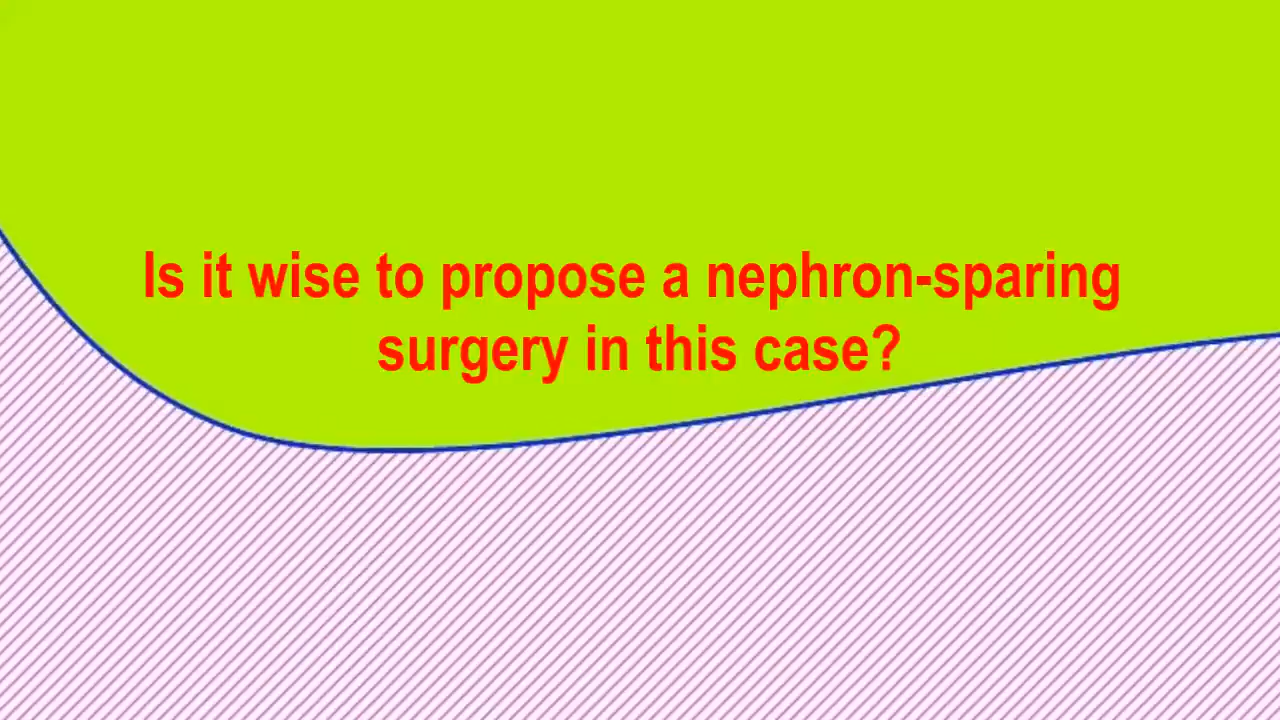 Is it wise to propose a nephron-sparing
surgery in this case?